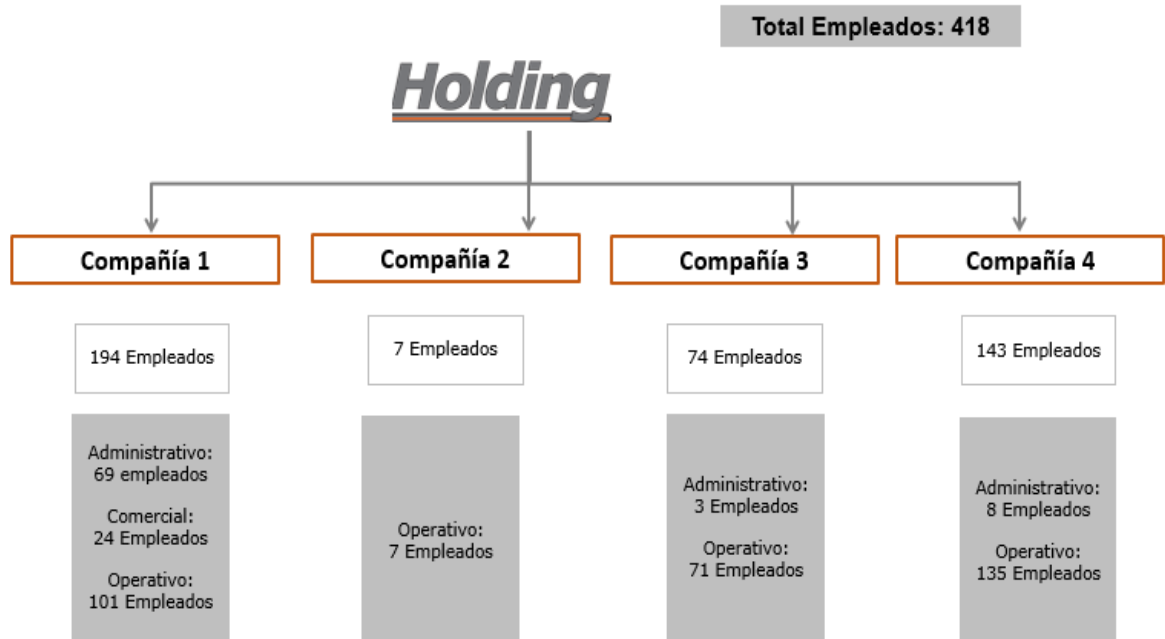 Total Empleados: 418
Holding
Compañía 1
Compañía 2
Compañía 3
Compañía 4
194 Empleados
7 Empleados
74 Empleados
143 Empleados
Administrativo:
69 empleados
Comercial:
24 Empleados
Operativo:
101 Empleados
Operativo:
7 Empleados
Administrativo:
3 Empleados
Operativo:
71 Empleados
Administrativo:
8 Empleados
Operativo:
135 Empleados